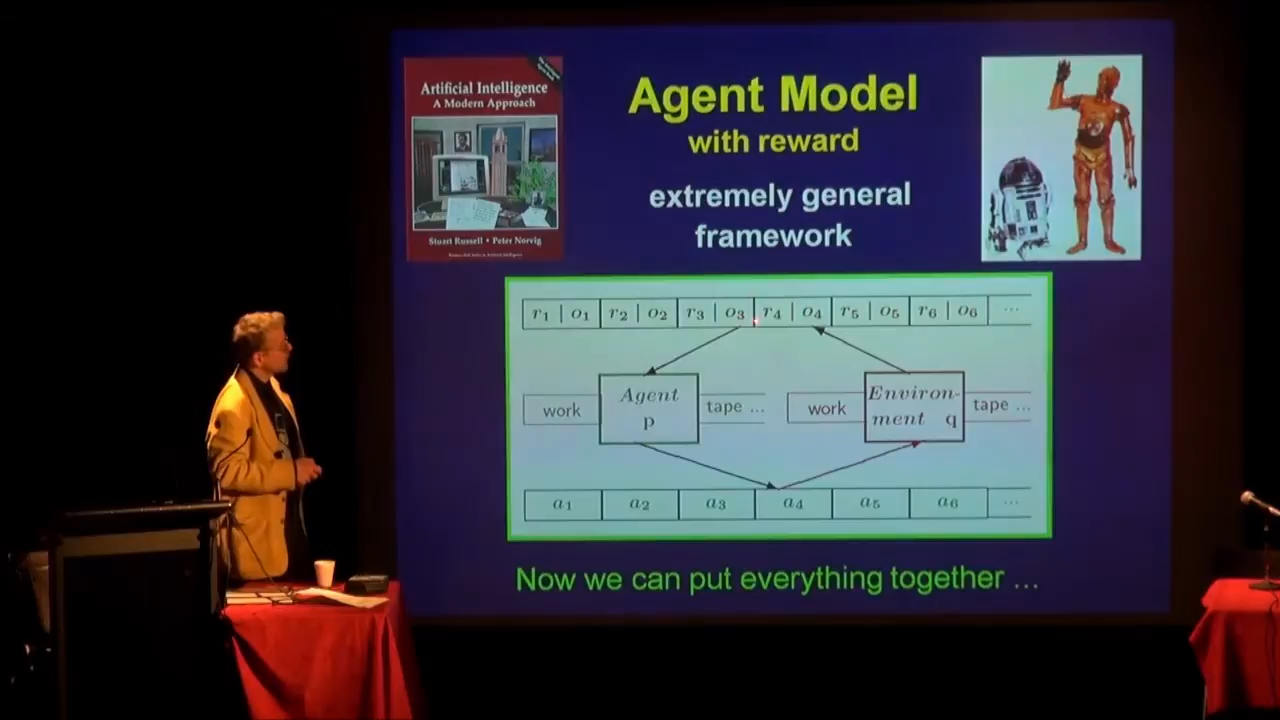 Artificial Intelligence
A Modern Approach
Stuart Russell • Peter Norvig
Agent Model
with reward
extremely general
framework
r1 | o1 r2 | o2 r3 | o3 r4 | o4 r5 | o5 r6 | o6 ...
work Agent p tape ... work Environ-ment q tape ...
a1 a2 a3 a4 a5 a6 ...
Now we can put everything together ...